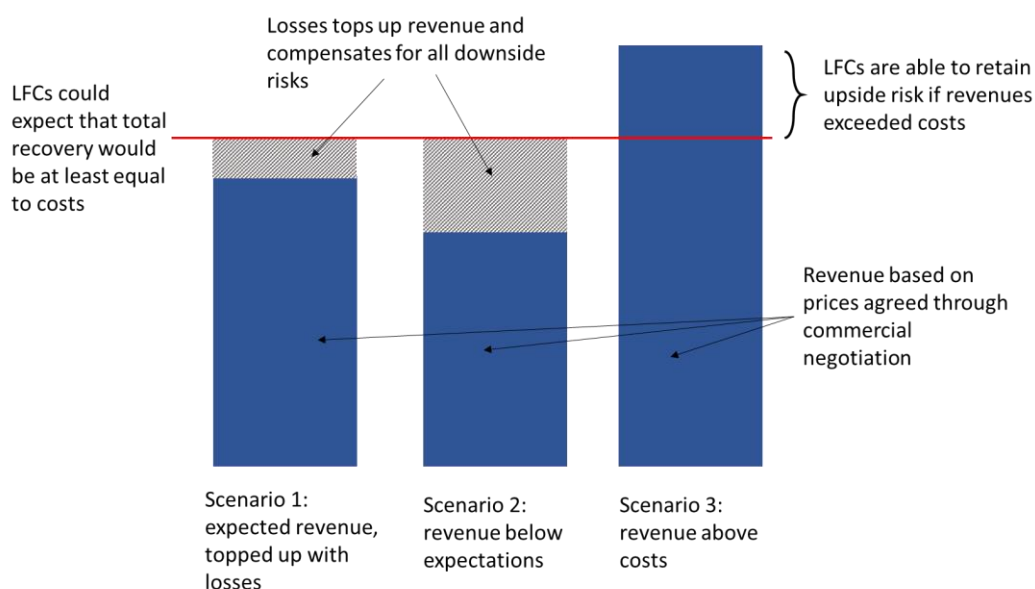 Losses tops up revenue and
compensates for all downside
risks
LFCs could
expect that total
recovery would
be at least equal
to costs
LFCs are able to retain
upside risk if revenues
exceeded costs
Revenue based on
prices agreed through
commercial
negotiation
Scenario 1:
expected revenue,
topped up with
losses
Scenario 2:
revenue below
expectations
Scenario 3:
revenue above
costs